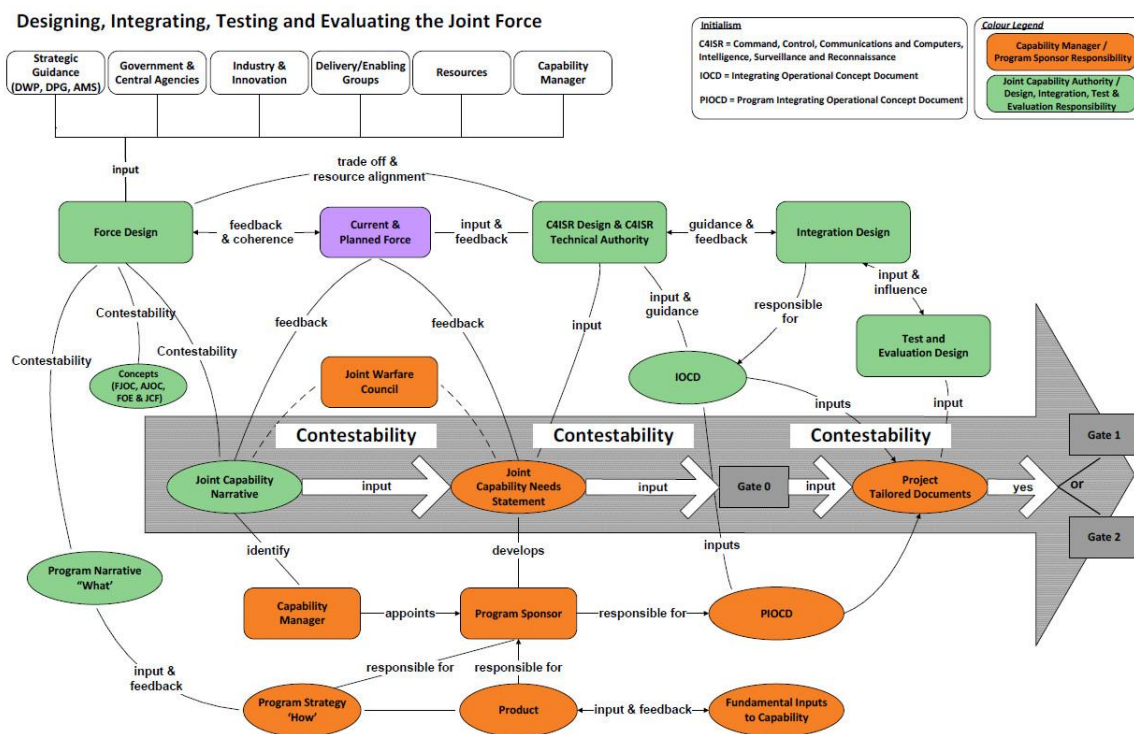 Designing, Integrating, Testing and Evaluating the Joint Force
Initialism
C4ISR = Command, Control, Communications and Computers,
Intelligence, Surveillance and Reconnaissance
IOCD = Integrating Operational Concept Document
PIOCD = Program Integrating Operational Concept Document
Colour Legend
Capability Manager /
Program Sponsor Responsibility
Joint Capability Authority /
Design, Integration, Test &
Evaluation Responsibility
Strategic
Guidance
(DWP, DPG, AMS)
Government &
Central Agencies
Industry &
Innovation
Delivery/Enabling
Groups
Resources
Capability
Manager
input
trade off &
resource alignment
Force Design
feedback
& coherence
Current &
Planned Force
input &
feedback
C4ISR Design & C4ISR
Technical Authority
guidance &
feedback
Integration Design
Contestability
Contestability
Contestability
feedback
feedback
input
input &
guidance
responsible
for
input &
influence
Test and
Evaluation Design
Concepts
(FJOC, AJOC,
FOE & JCF)
Joint Warfare
Council
IOCD
inputs
input
Contestability
Contestability
Contestability
Gate 1
Joint Capability
Narrative
input
Joint
Capability Needs
Statement
input
Gate 0
input
Project
Tailored Documents
yes
or
Gate 2
identify
develops
inputs
Program Narrative
“What”
Capability
Manager
appoints
Program Sponsor
responsible for
PIOCD
input &
feedback
responsible for
responsible for
Program Strategy
‘How’
Product
input & feedback
Fundamental Inputs
to Capability